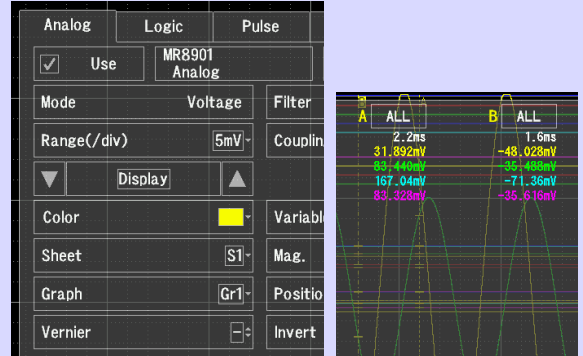 Analog Logic Pulse
Use MR8901
Analog
Mode Voltage Filter
Range(/div) 5mV Couplin
Display
Color Variabl
Sheet S1 Mag.
Graph Gr1 Positio
Vernier Invert
A ALL B ALL
2.2ms 1.6ms
31.892mV -48.028mV
83.440mV -35.488mV
167.04mV -71.36mV
83.328mV -35.616mV